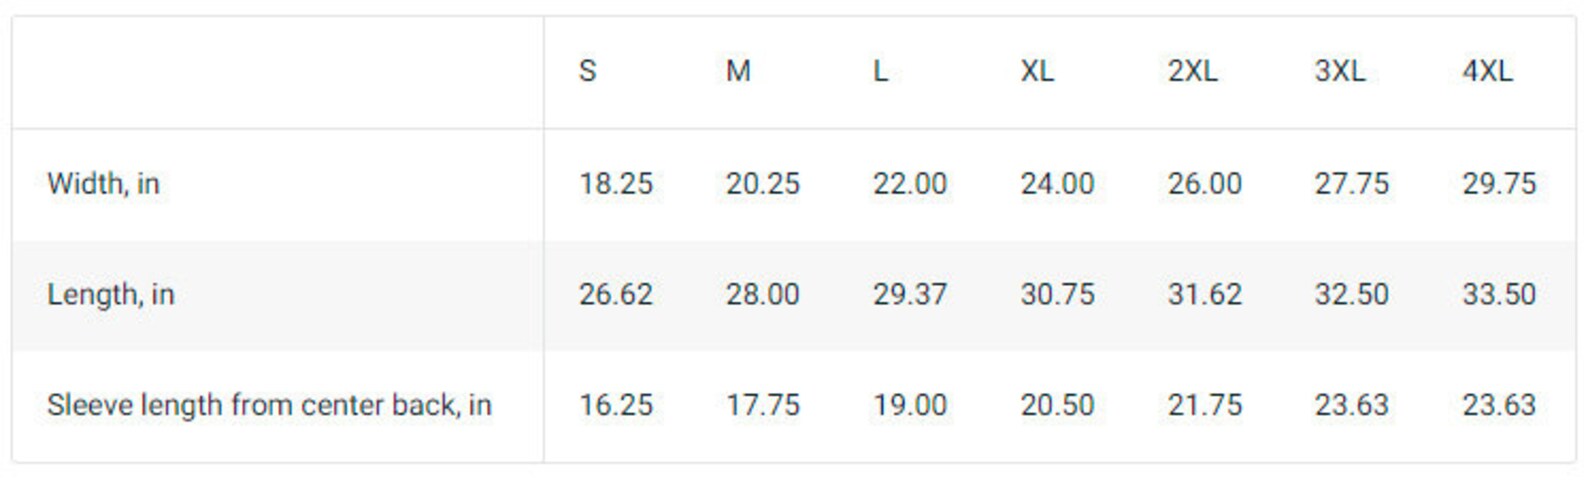 S M L XL 2XL 3XL 4XL
Width, in 18.25 20.25 22.00 24.00 26.00 27.75 29.75
Length, in 26.62 28.00 29.37 30.75 31.62 32.50 33.50
Sleeve length from center back, in 16.25 17.75 19.00 20.50 21.75 23.63 23.63